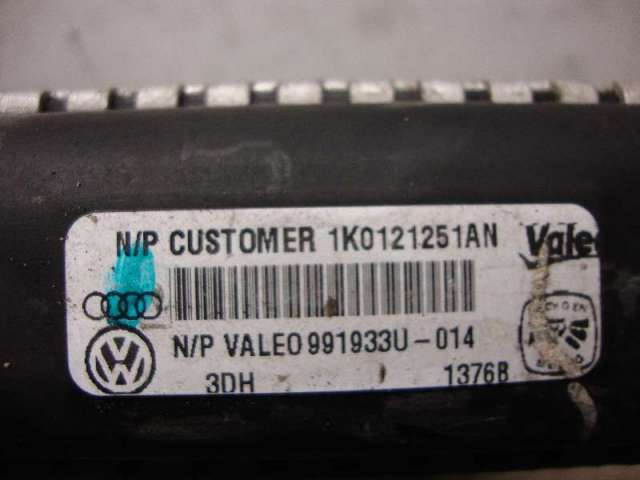 N/P CUSTOMER 1K0121251AN Valeo
N/P VALEO 991933U-014
3DH 1376B